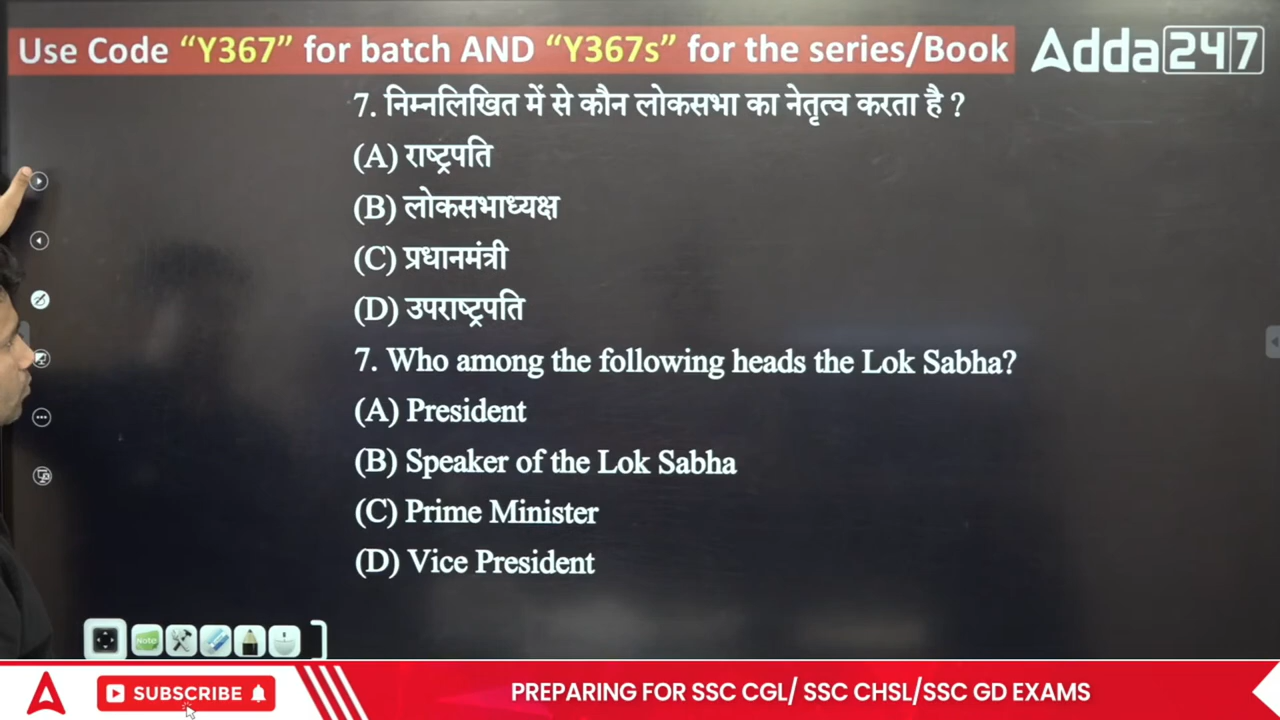 Use Code “Y367” for batch AND “Y367s” for the series/Book
Adda247
7. निम्नलिखित में से कौन लोकसभा का नेतृत्व करता है ?
(A) राष्ट्रपति
(B) लोकसभाध्यक्ष
(C) प्रधानमंत्री
(D) उपराष्ट्रपति
7. Who among the following heads the Lok Sabha?
(A) President
(B) Speaker of the Lok Sabha
(C) Prime Minister
(D) Vice President
Note
SUBSCRIBE
PREPARING FOR SSC CGL/ SSC CHSL/SSC GD EXAMS